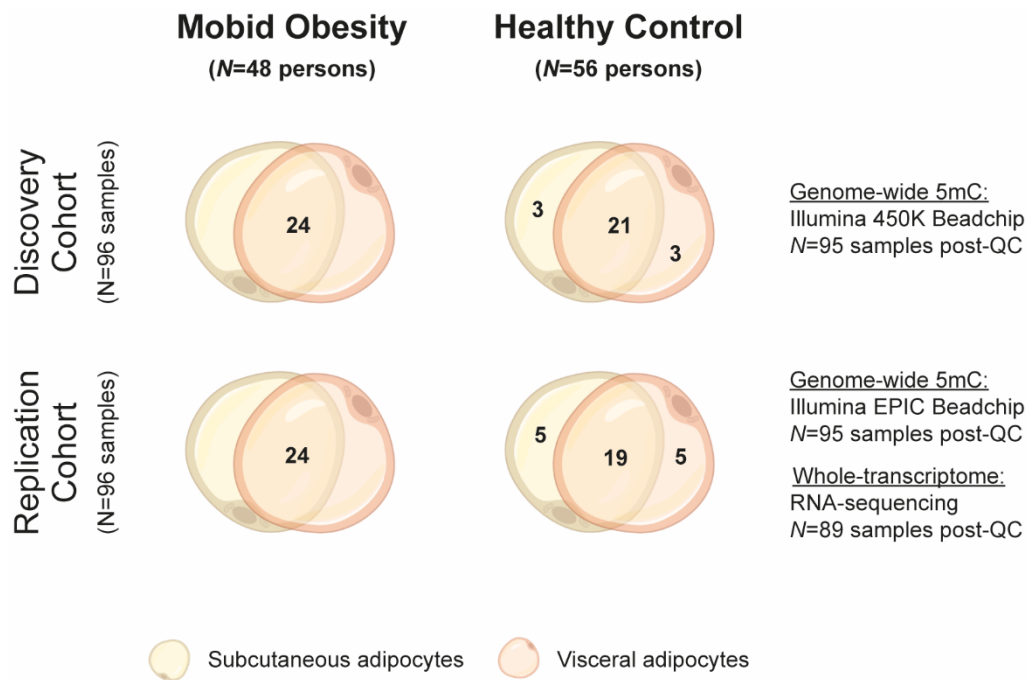 Mobid Obesity
(N=48 persons)
Healthy Control
(N=56 persons)
Discovery
Cohort
(N=96 samples)
24
3
21
3
Genome-wide 5mC:
Illumina 450K Beadchip
N=95 samples post-QC
Replication
Cohort
(N=96 samples)
24
5
19
5
Genome-wide 5mC:
Illumina EPIC Beadchip
N=95 samples post-QC
Whole-transcriptome:
RNA-sequencing
N=89 samples post-QC
Subcutaneous adipocytes
Visceral adipocytes